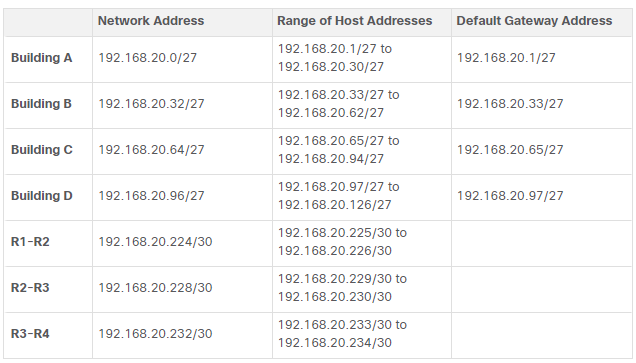 Network Address Range of Host Addresses Default Gateway Address
Building A 192.168.20.0/27 192.168.20.1/27 to 192.168.20.1/27
192.168.20.30/27
Building B 192.168.20.32/27 192.168.20.33/27 to 192.168.20.33/27
192.168.20.62/27
Building C 192.168.20.64/27 192.168.20.65/27 to 192.168.20.65/27
192.168.20.94/27
Building D 192.168.20.96/27 192.168.20.97/27 to 192.168.20.97/27
192.168.20.126/27
R1-R2 192.168.20.224/30 192.168.20.225/30 to
192.168.20.226/30
R2-R3 192.168.20.228/30 192.168.20.229/30 to
192.168.20.230/30
R3-R4 192.168.20.232/30 192.168.20.233/30 to
192.168.20.234/30